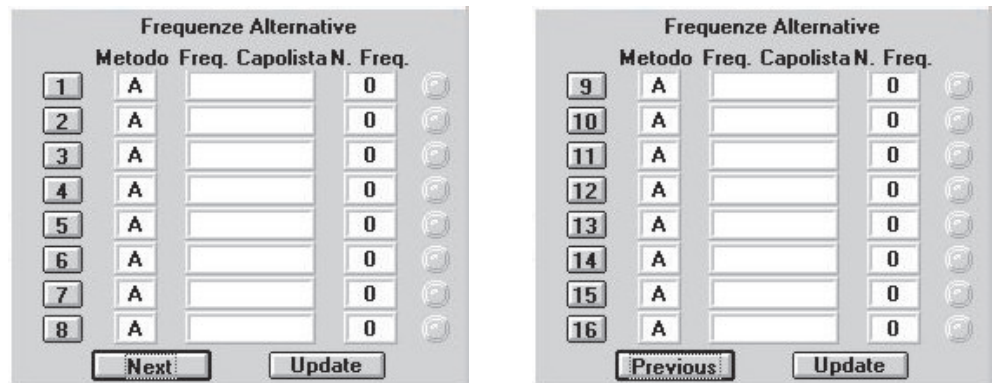 Frequenze Alternative
Metodo Freq. Capolista N. Freq.
1 A 0
2 A 0
3 A 0
4 A 0
5 A 0
6 A 0
7 A 0
8 A 0
Next Update
Frequenze Alternative
Metodo Freq. Capolista N. Freq.
9 A 0
10 A 0
11 A 0
12 A 0
13 A 0
14 A 0
15 A 0
16 A 0
Previous Update